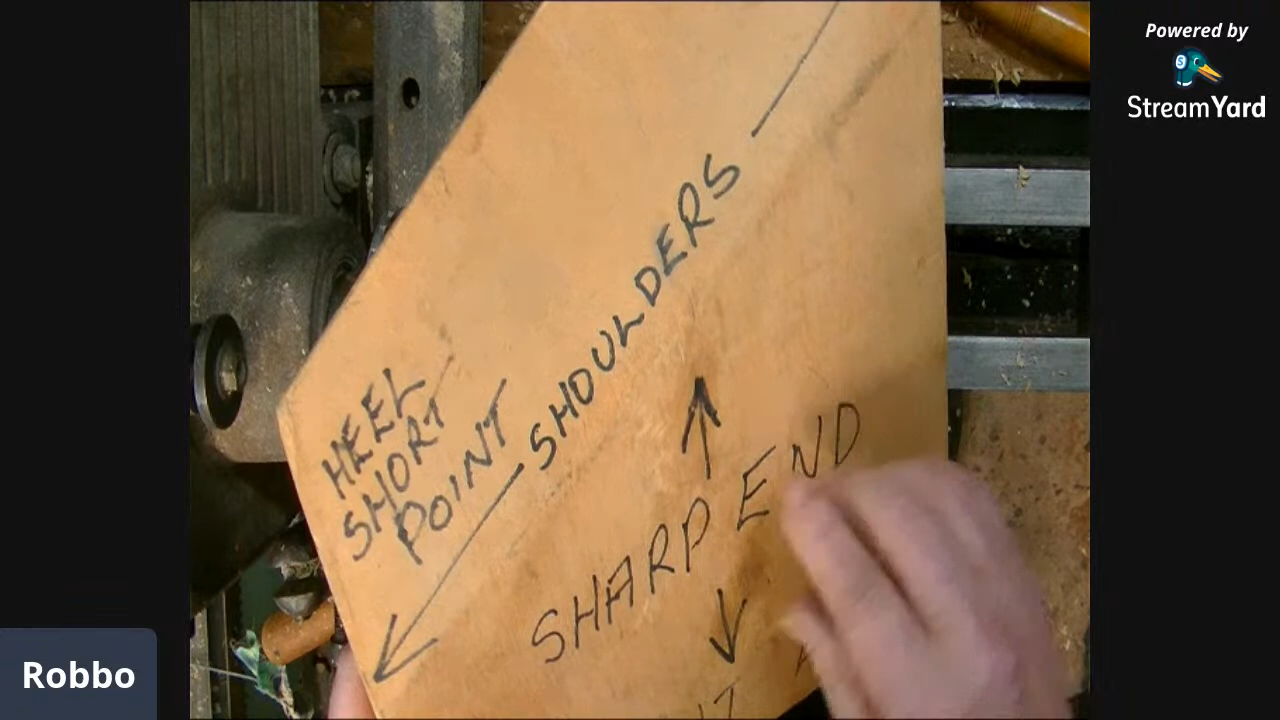 Powered by
StreamYard
HEEL
SHORT
POINT
SHOULDERS
SHARP END
Robbo